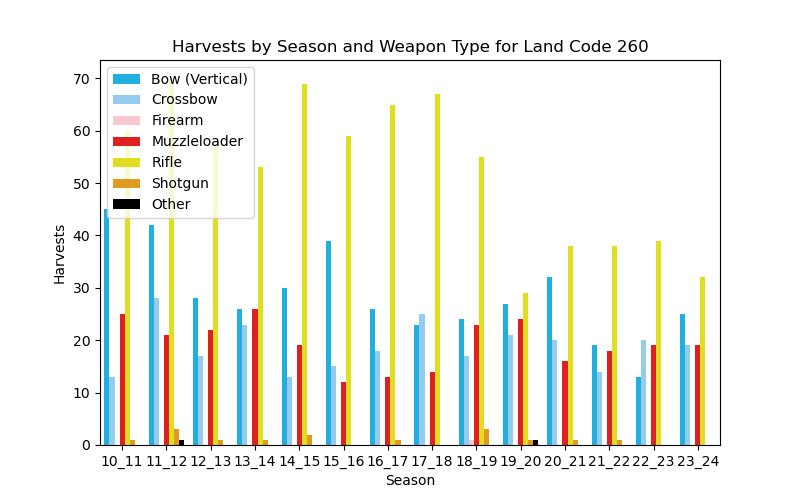 Harvests by Season and Weapon Type for Land Code 260
Bow (Vertical)
Crossbow
Firearm
Muzzleloader
Rifle
Shotgun
Other
Harvests
70
60
50
40
30
20
10
0
10_11 11_12 12_13 13_14 14_15 15_16 16_17 17_18 18_19 19_20 20_21 21_22 22_23 23_24
Season